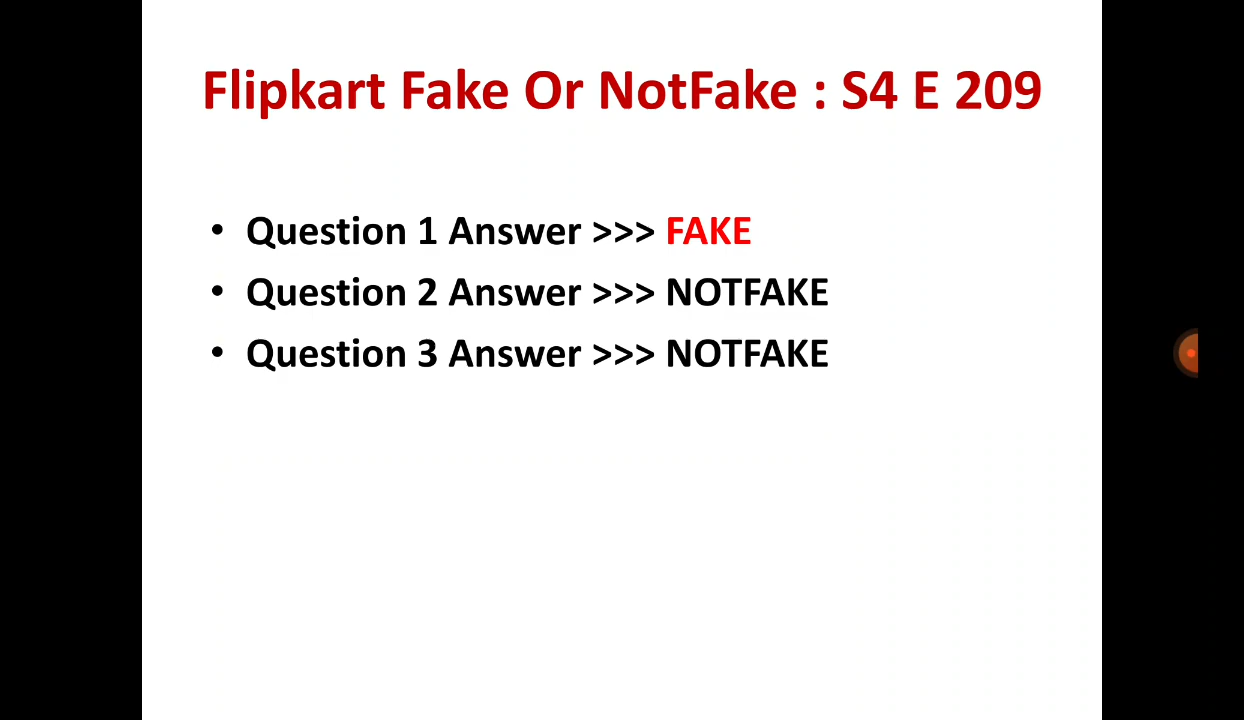 Flipkart Fake Or NotFake : S4 E 209
• Question 1 Answer >>> FAKE
• Question 2 Answer >>> NOTFAKE
• Question 3 Answer >>> NOTFAKE